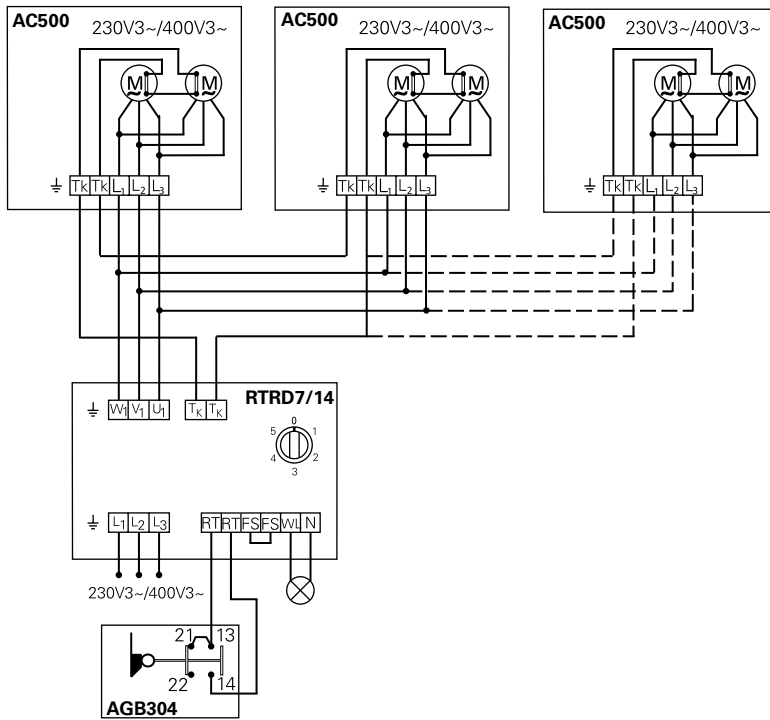 AC500 230V3~/400V3~
AC500 230V3~/400V3~
AC500 230V3~/400V3~
M M
M M
M M
Tk Tk L1 L2 L3
Tk Tk L1 L2 L3
Tk Tk L1 L2 L3
RTRD7/14
W1 V1 U1 TK TK
0
5 1
4 2
3
L1 L2 L3 RT RT FS FS WL N
230V3~/400V3~
21 13
22 14
AGB304